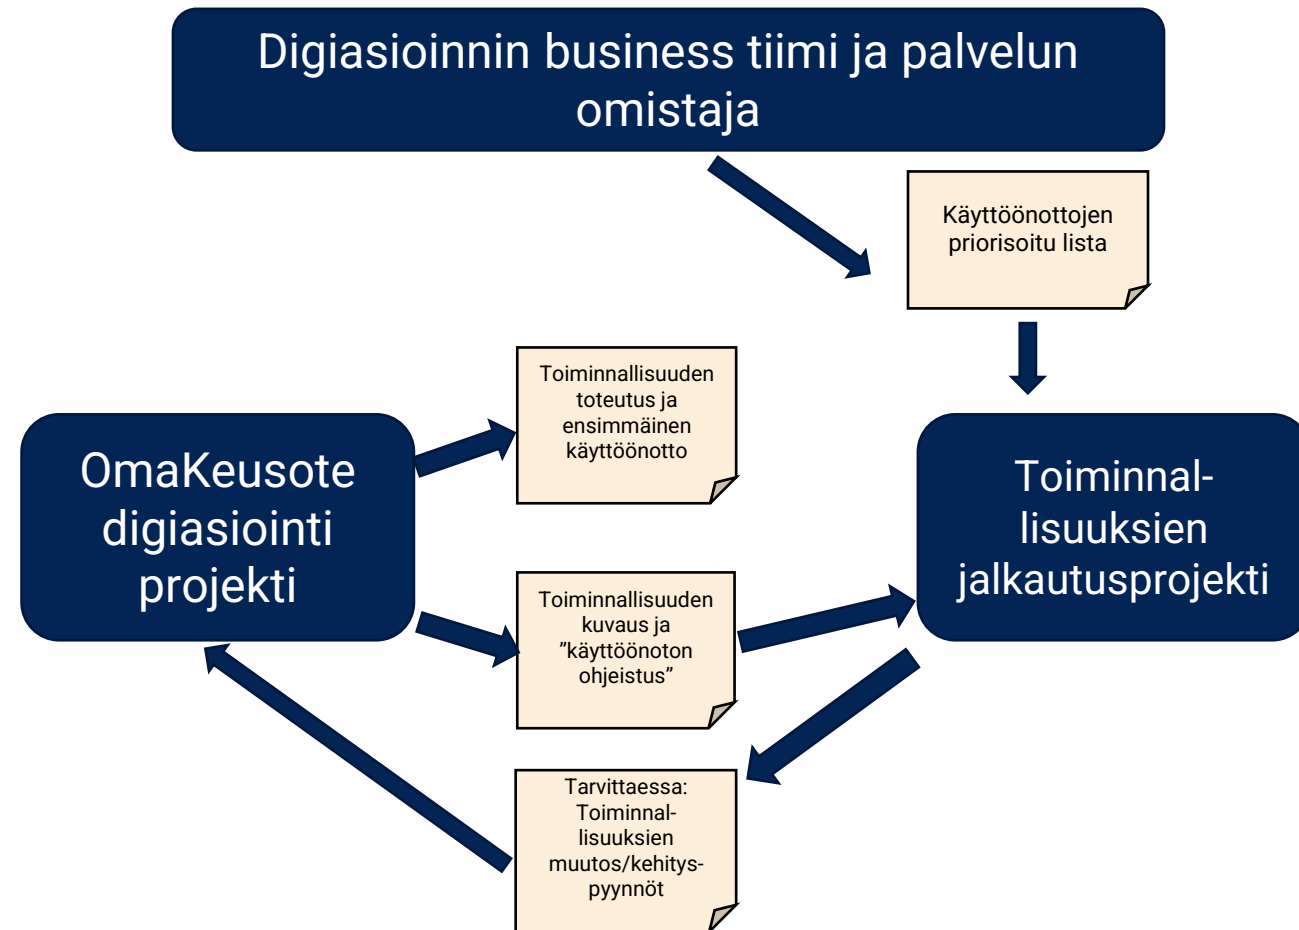 Digiasioinnin business tiimi ja palvelun
omistaja
Käyttöönottojen
priorisoitu lista
Toiminnallisuuden
toteutus ja
ensimmäinen
käyttöönotto
OmaKeusote
digiasiointi
projekti
Toiminnal-
lisuuksien
jalkautusprojekti
Toiminnallisuuden
kuvaus ja
”käyttöönoton
ohjeistus”
Tarvittaessa:
Toiminnal-
lisuuksien
muutos/kehitys-
pyynnöt